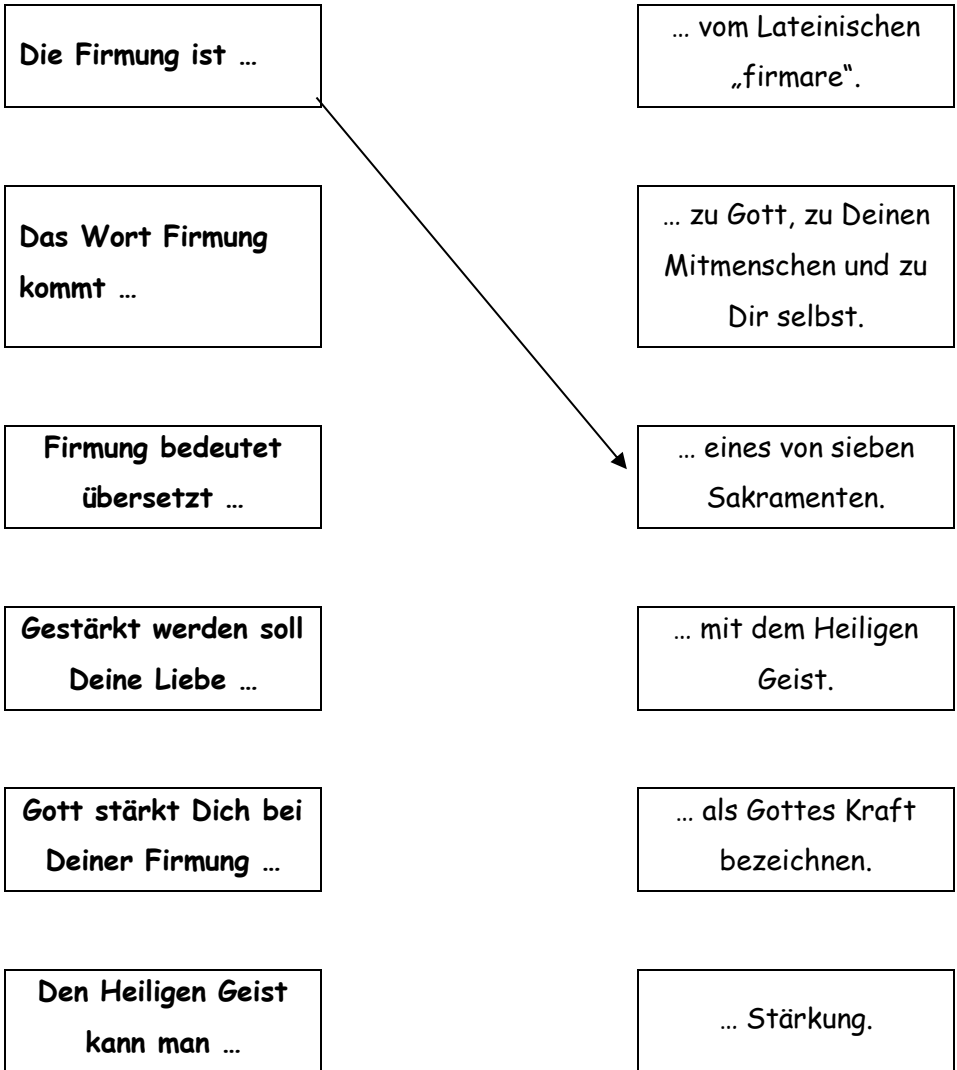 Die Firmung ist …
… vom Lateinischen
„firmare“.
Das Wort Firmung
kommt …
… zu Gott, zu Deinen
Mitmenschen und zu
Dir selbst.
Firmung bedeutet
übersetzt …
… eines von sieben
Sakramenten.
Gestärkt werden soll
Deine Liebe …
… mit dem Heiligen
Geist.
Gott stärkt Dich bei
Deiner Firmung …
… als Gottes Kraft
bezeichnen.
Den Heiligen Geist
kann man …
… Stärkung.